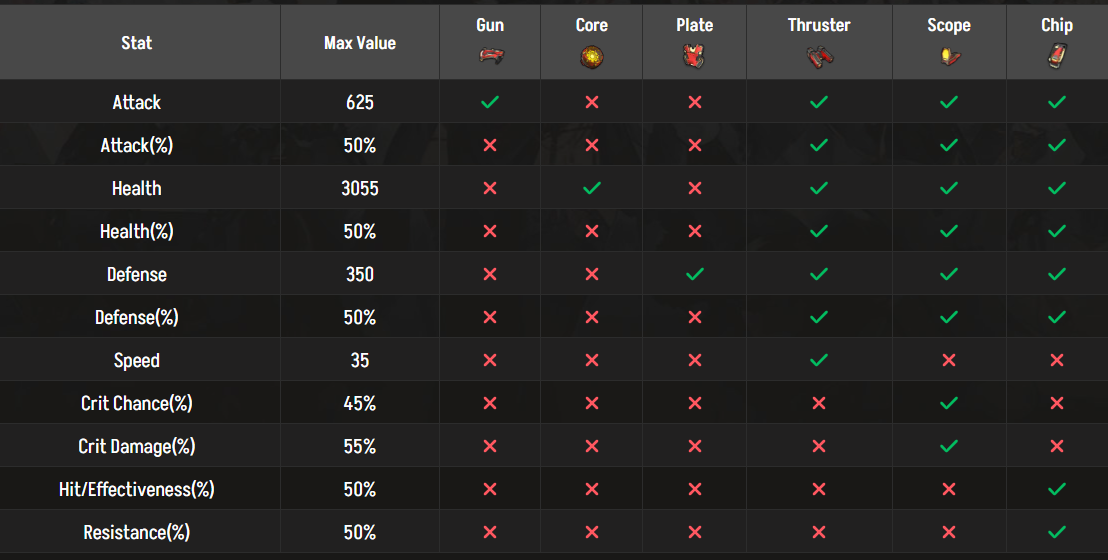 Stat Max Value Gun Core Plate Thruster Scope Chip
Attack 625 ✓ ✕ ✕ ✓ ✓ ✓
Attack(%) 50% ✕ ✕ ✕ ✓ ✓ ✓
Health 3055 ✕ ✓ ✕ ✓ ✓ ✓
Health(%) 50% ✕ ✕ ✕ ✓ ✓ ✓
Defense 350 ✕ ✕ ✓ ✓ ✓ ✓
Defense(%) 50% ✕ ✕ ✕ ✓ ✓ ✓
Speed 35 ✕ ✕ ✕ ✓ ✕ ✕
Crit Chance(%) 45% ✕ ✕ ✕ ✕ ✓ ✕
Crit Damage(%) 55% ✕ ✕ ✕ ✕ ✓ ✕
Hit/Effectiveness(%) 50% ✕ ✕ ✕ ✕ ✕ ✓
Resistance(%) 50% ✕ ✕ ✕ ✕ ✕ ✓